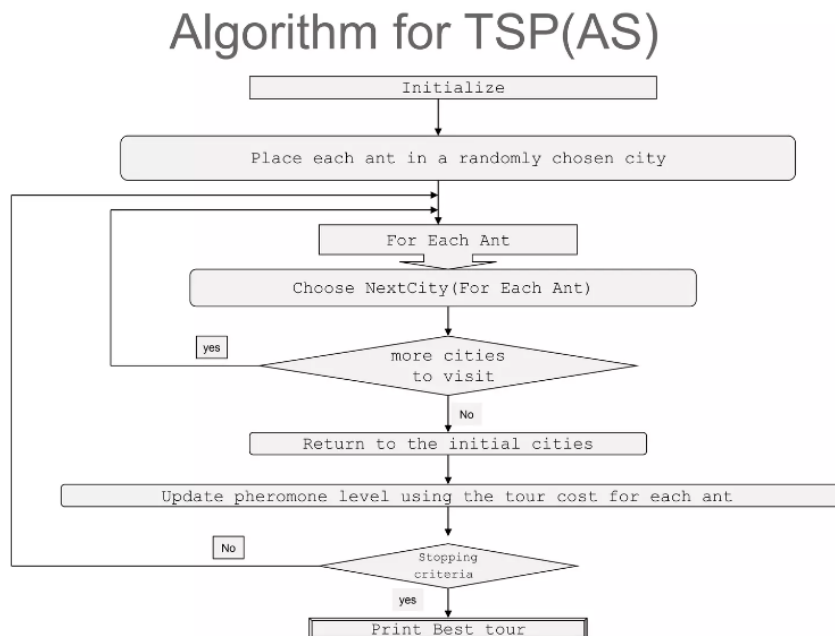 Algorithm for TSP(AS)
Initialize
Place each ant in a randomly chosen city
For Each Ant
Choose NextCity(For Each Ant)
yes
more cities
to visit
No
Return to the initial cities
Update pheromone level using the tour cost for each ant
No
Stopping
criteria
yes
Print Best tour